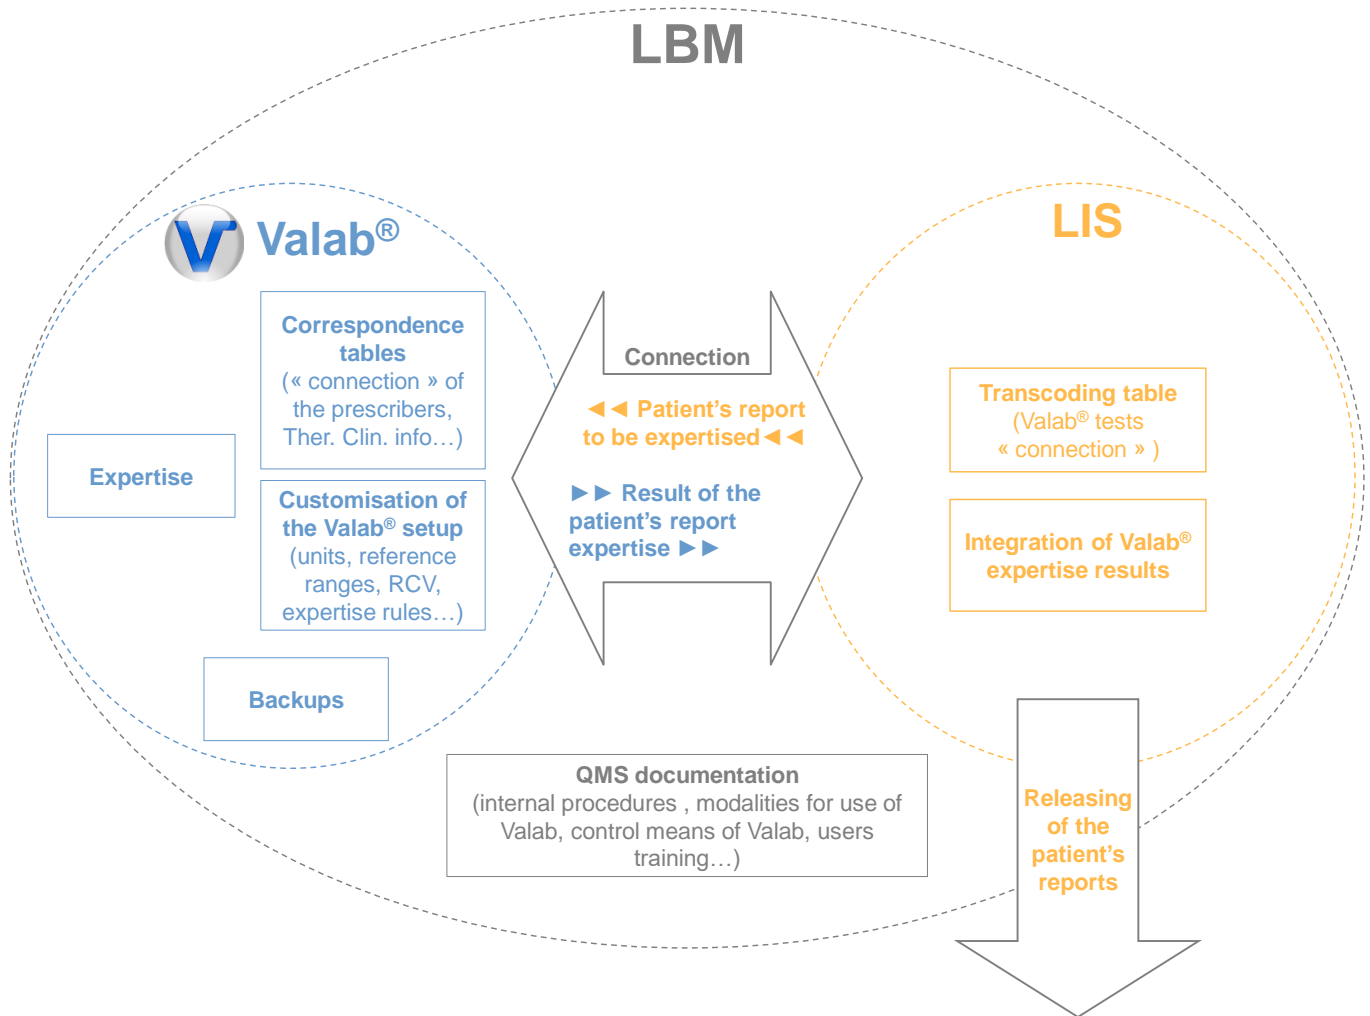 LBM
Valab®
Correspondence
tables
(« connection » of
the prescribers,
Ther. Clin. info…)
Expertise
Customisation of
the Valab® setup
(units, reference
ranges, RCV,
expertise rules…)
Backups
Connection
◄◄ Patient's report
to be expertised◄◄
►► Result of the
patient's report
expertise ►►
LIS
Transcoding table
(Valab® tests
« connection » )
Integration of Valab®
expertise results
QMS documentation
(internal procedures , modalities for use of
Valab, control means of Valab, users
training…)
Releasing
of the
patient's
reports